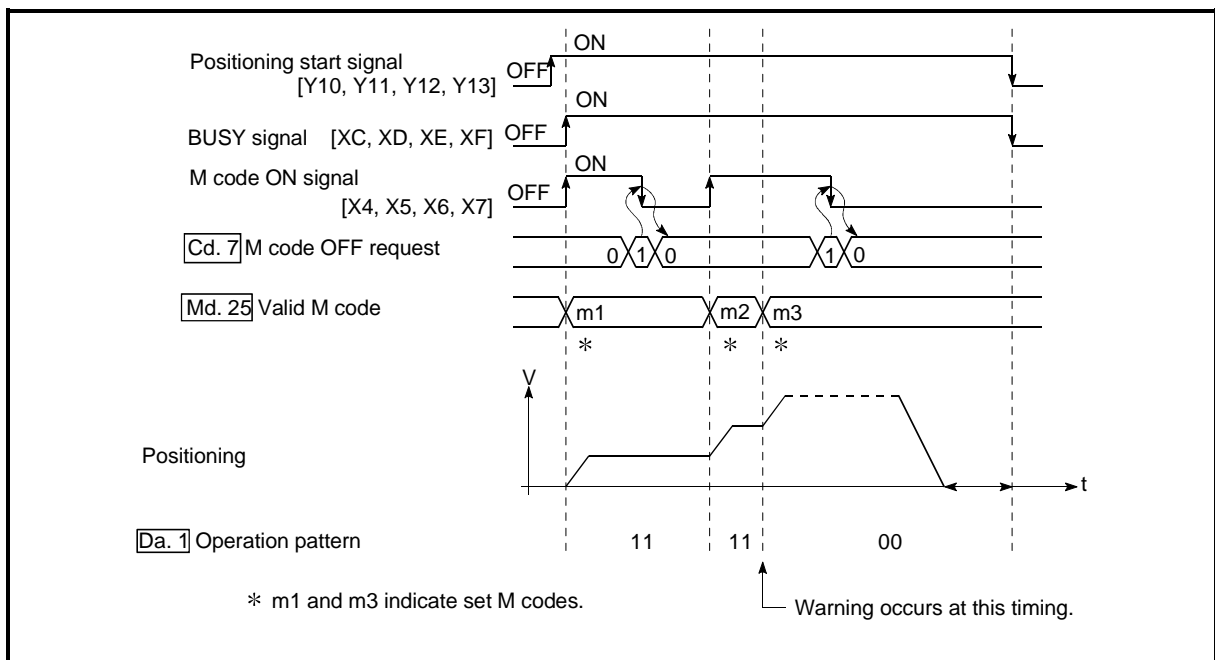 ON
Positioning start signal
OFF
[Y10, Y11, Y12, Y13]
ON
BUSY signal [XC, XD, XE, XF] OFF
ON
M code ON signal
OFF
[X4, X5, X6, X7]
Cd. 7 M code OFF request
0 1 0 1 0
Md. 25 Valid M code
m1 m2 m3
* * *
V
Positioning
t
Da. 1 Operation pattern 11 11 00
* m1 and m3 indicate set M codes.
Warning occurs at this timing.